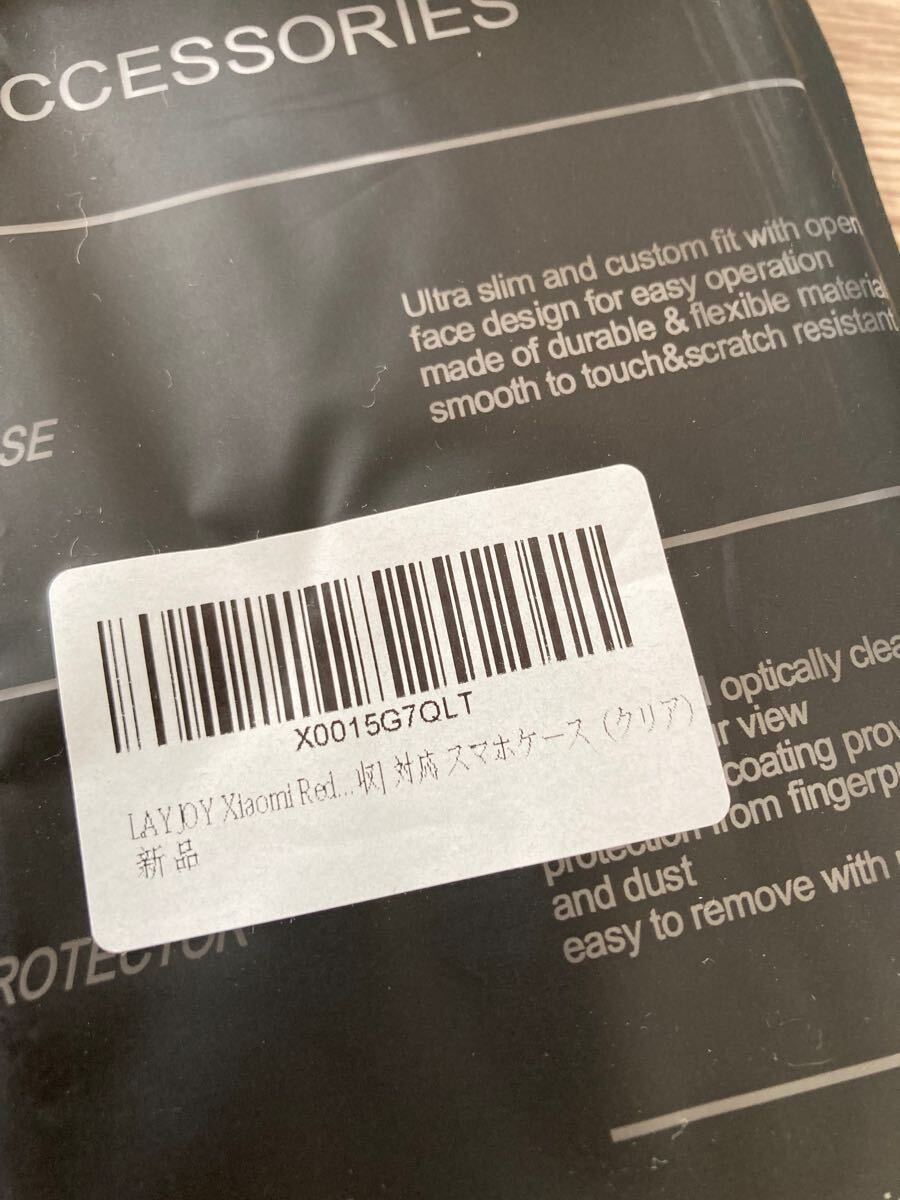 CCESSORIES
Ultra slim and custom fit with open
face design for easy operation
made of durable & flexible materia
smooth to touch&scratch resistant
SE
X0015G7QLT
LAYJOY Xiaomi Red... 収] 対応 スマホケース（クリア）
新品
optically clea
r view
coating prov
protection from fingerpr
and dust
easy to remove with
ROTECTOR